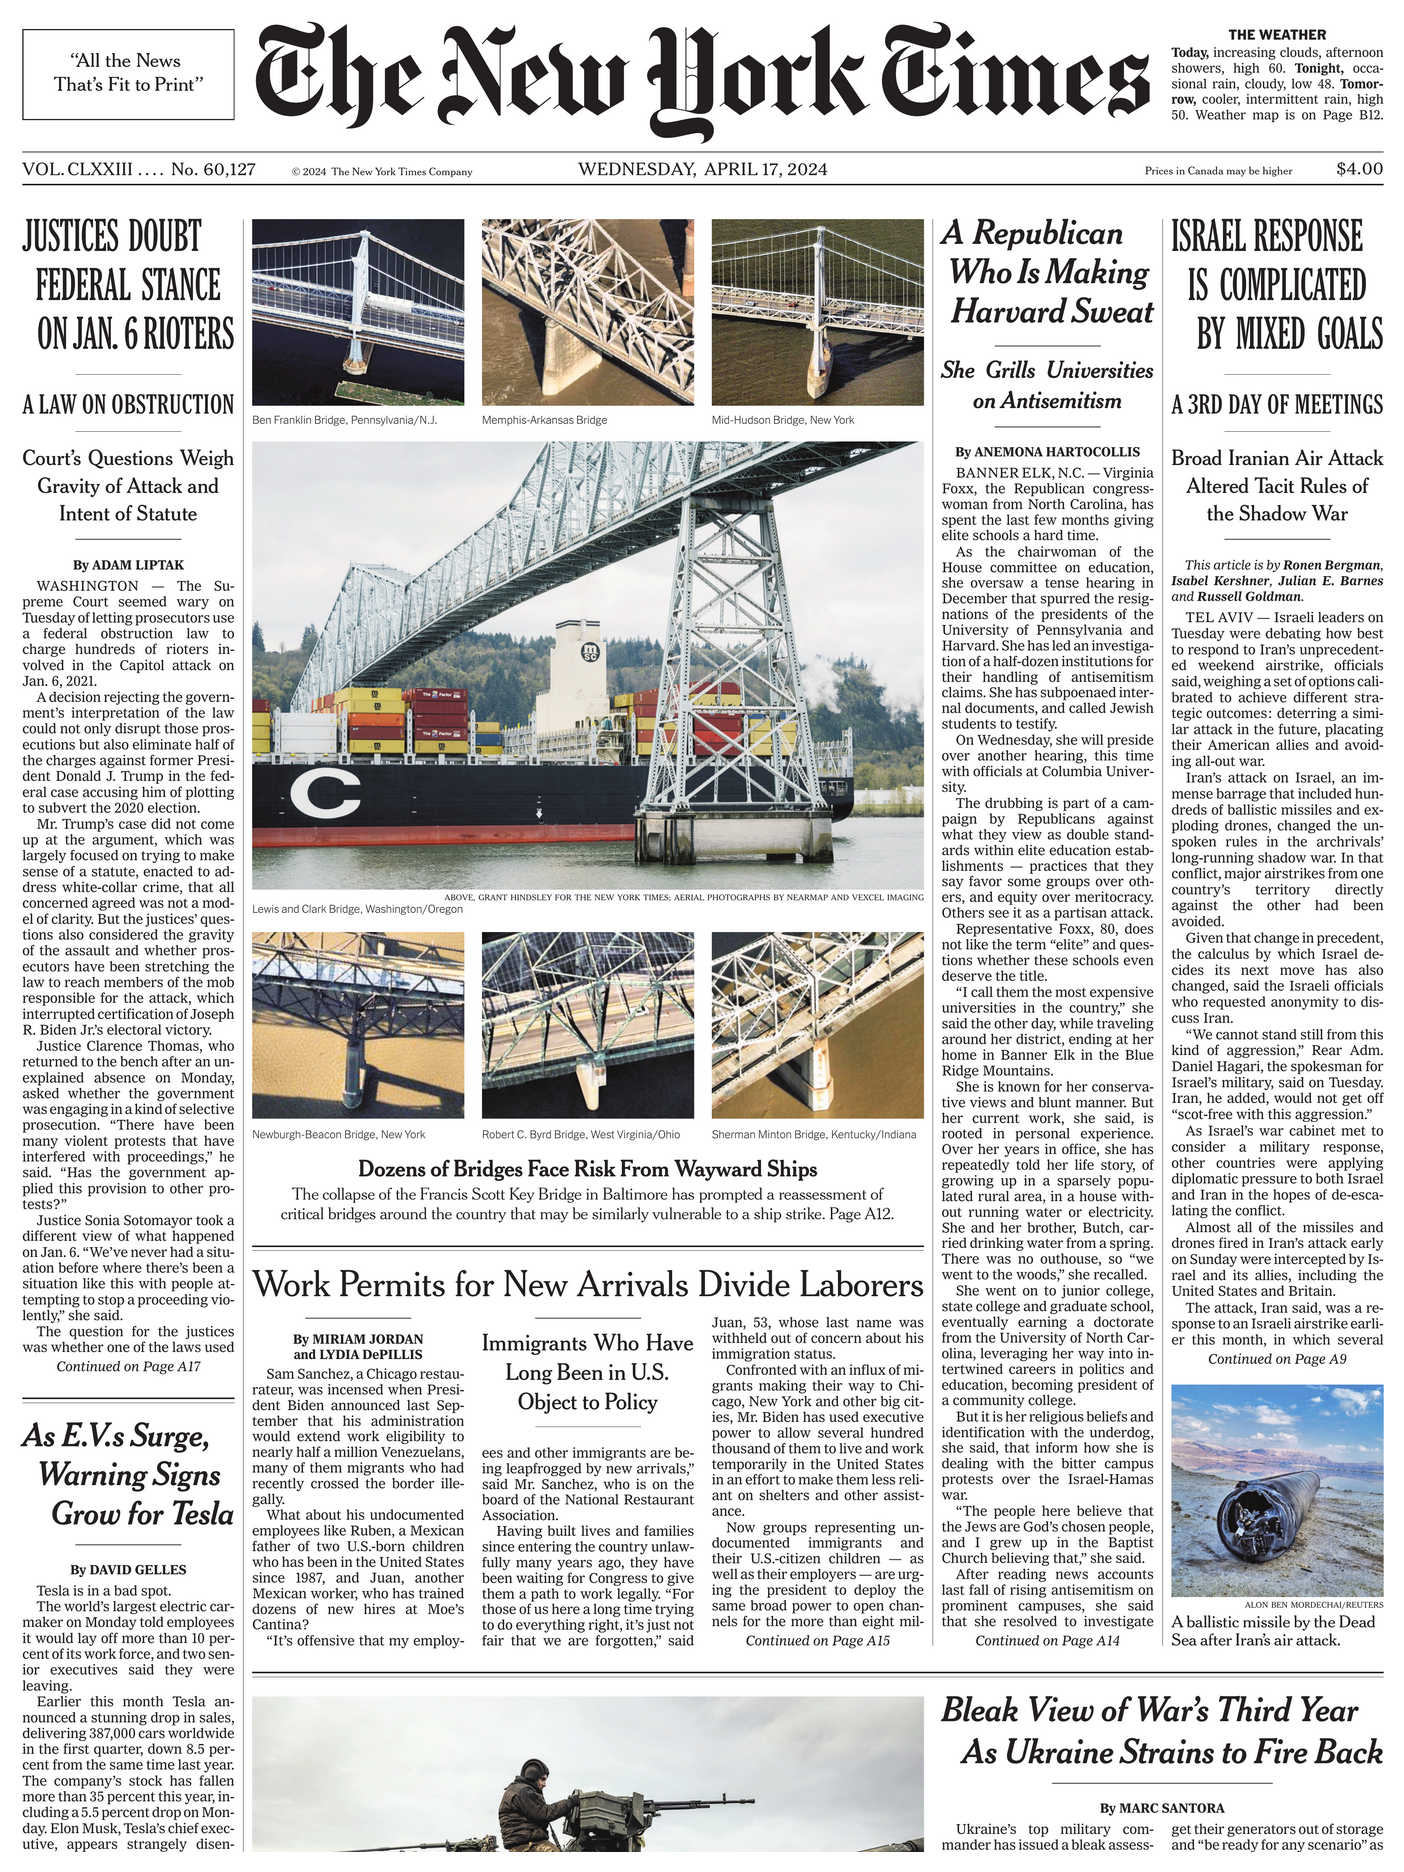 “All the News
That’s Fit to Print”
The New York Times
THE WEATHER
Today, increasing clouds, afternoon
showers, high 60. Tonight, occa-
sional rain, cloudy, low 48. Tomor-
row, cooler, intermittent rain, high
50. Weather map is on Page B12.
VOL. CLXXIII .... No. 60,127
© 2024 The New York Times Company
WEDNESDAY, APRIL 17, 2024
Prices in Canada may be higher
$4.00
JUSTICES DOUBT
FEDERAL STANCE
ON JAN. 6 RIOTERS
A LAW ON OBSTRUCTION
Court’s Questions Weigh
Gravity of Attack and
Intent of Statute
By ADAM LIPTAK
WASHINGTON — The Su-
preme Court seemed wary on
Tuesday of letting prosecutors use
a federal obstruction law to
charge hundreds of rioters in-
volved in the Capitol attack on
Jan. 6, 2021.
A decision rejecting the govern-
ment’s interpretation of the law
could not only disrupt those pros-
ecutions but also eliminate half of
the charges against former Presi-
dent Donald J. Trump in the fed-
eral case accusing him of plotting
to subvert the 2020 election.
Mr. Trump’s case did not come
up at the argument, which was
largely focused on trying to make
sense of a statute, enacted to ad-
dress white-collar crime, that all
concerned agreed was not a mod-
el of clarity. But the justices’ ques-
tions also considered the gravity
of the assault and whether pros-
ecutors have been stretching the
law to reach members of the mob
responsible for the attack, which
interrupted certification of Joseph
R. Biden Jr.’s electoral victory.
Justice Clarence Thomas, who
returned to the bench after an un-
explained absence on Monday,
asked whether the government
was engaging in a kind of selective
prosecution. “There have been
many violent protests that have
interfered with proceedings,” he
said. “Has the government ap-
plied this provision to other pro-
tests?”
Justice Sonia Sotomayor took a
different view of what happened
on Jan. 6. “We’ve never had a situ-
ation before where there’s been a
situation like this with people at-
tempting to stop a proceeding vio-
lently,” she said.
The question for the justices
was whether one of the laws used
Continued on Page A17
As E.V.s Surge,
Warning Signs
Grow for Tesla
By DAVID GELLES
Tesla is in a bad spot.
The world’s largest electric car-
maker on Monday told employees
it would lay off more than 10 per-
cent of its work force, and two sen-
ior executives said they were
leaving.
Earlier this month Tesla an-
nounced a stunning drop in sales,
delivering 387,000 cars worldwide
in the first quarter, down 8.5 per-
cent from the same time last year.
The company’s stock has fallen
more than 35 percent this year, in-
cluding a 5.5 percent drop on Mon-
day. Elon Musk, Tesla’s chief exec-
utive, appears strangely disen-
Ben Franklin Bridge, Pennsylvania/N.J.
Memphis-Arkansas Bridge
Mid-Hudson Bridge, New York
msc
The Factor
The Factor
C
ABOVE, GRANT HINDSLEY FOR THE NEW YORK TIMES; AERIAL PHOTOGRAPHS BY NEARMAP AND VEXCEL IMAGING
Lewis and Clark Bridge, Washington/Oregon
Newburgh-Beacon Bridge, New York
Robert C. Byrd Bridge, West Virginia/Ohio
Sherman Minton Bridge, Kentucky/Indiana
Dozens of Bridges Face Risk From Wayward Ships
The collapse of the Francis Scott Key Bridge in Baltimore has prompted a reassessment of
critical bridges around the country that may be similarly vulnerable to a ship strike. Page A12.
Work Permits for New Arrivals Divide Laborers
By MIRIAM JORDAN
and LYDIA DePILLIS
Sam Sanchez, a Chicago restau-
rateur, was incensed when Presi-
dent Biden announced last Sep-
tember that his administration
would extend work eligibility to
nearly half a million Venezuelans,
many of them migrants who had
recently crossed the border ille-
gally.
What about his undocumented
employees like Ruben, a Mexican
father of two U.S.-born children
who has been in the United States
since 1987, and Juan, another
Mexican worker, who has trained
dozens of new hires at Moe’s
Cantina?
“It’s offensive that my employ-
Immigrants Who Have
Long Been in U.S.
Object to Policy
ees and other immigrants are be-
ing leapfrogged by new arrivals,”
said Mr. Sanchez, who is on the
board of the National Restaurant
Association.
Having built lives and families
since entering the country unlaw-
fully many years ago, they have
been waiting for Congress to give
them a path to work legally. “For
those of us here a long time trying
to do everything right, it’s just not
fair that we are forgotten,” said
Juan, 53, whose last name was
withheld out of concern about his
immigration status.
Confronted with an influx of mi-
grants making their way to Chi-
cago, New York and other big cit-
ies, Mr. Biden has used executive
power to allow several hundred
thousand of them to live and work
temporarily in the United States
in an effort to make them less reli-
ant on shelters and other assist-
ance.
Now groups representing un-
documented immigrants and
their U.S.-citizen children — as
well as their employers — are urg-
ing the president to deploy the
same broad power to open chan-
nels for the more than eight mil-
Continued on Page A15
A Republican
Who Is Making
Harvard Sweat
She Grills Universities
on Antisemitism
By ANEMONA HARTOCOLLIS
BANNER ELK, N.C. — Virginia
Foxx, the Republican congress-
woman from North Carolina, has
spent the last few months giving
elite schools a hard time.
As the chairwoman of the
House committee on education,
she oversaw a tense hearing in
December that spurred the resig-
nations of the presidents of the
University of Pennsylvania and
Harvard. She has led an investiga-
tion of a half-dozen institutions for
their handling of antisemitism
claims. She has subpoenaed inter-
nal documents, and called Jewish
students to testify.
On Wednesday, she will preside
over another hearing, this time
with officials at Columbia Univer-
sity.
The drubbing is part of a cam-
paign by Republicans against
what they view as double stand-
ards within elite education estab-
lishments — practices that they
say favor some groups over oth-
ers, and equity over meritocracy.
Others see it as a partisan attack.
Representative Foxx, 80, does
not like the term “elite” and ques-
tions whether these schools even
deserve the title.
“I call them the most expensive
universities in the country,” she
said the other day, while traveling
around her district, ending at her
home in Banner Elk in the Blue
Ridge Mountains.
She is known for her conserva-
tive views and blunt manner. But
her current work, she said, is
rooted in personal experience.
Over her years in office, she has
repeatedly told her life story, of
growing up in a sparsely popu-
lated rural area, in a house with-
out running water or electricity.
She and her brother, Butch, car-
ried drinking water from a spring.
There was no outhouse, so “we
went to the woods,” she recalled.
She went on to junior college,
state college and graduate school,
eventually earning a doctorate
from the University of North Car-
olina, leveraging her way into in-
tertwined careers in politics and
education, becoming president of
a community college.
But it is her religious beliefs and
identification with the underdog,
she said, that inform how she is
dealing with the bitter campus
protests over the Israel-Hamas
war.
“The people here believe that
the Jews are God’s chosen people,
and I grew up in the Baptist
Church believing that,” she said.
After reading news accounts
last fall of rising antisemitism on
prominent campuses, she said
that she resolved to investigate
Continued on Page A14
ISRAEL RESPONSE
IS COMPLICATED
BY MIXED GOALS
A 3RD DAY OF MEETINGS
Broad Iranian Air Attack
Altered Tacit Rules of
the Shadow War
This article is by Ronen Bergman,
Isabel Kershner, Julian E. Barnes
and Russell Goldman.
TEL AVIV — Israeli leaders on
Tuesday were debating how best
to respond to Iran’s unprecedent-
ed weekend airstrike, officials
said, weighing a set of options cali-
brated to achieve different stra-
tegic outcomes: deterring a simi-
lar attack in the future, placating
their American allies and avoid-
ing all-out war.
Iran’s attack on Israel, an im-
mense barrage that included hun-
dreds of ballistic missiles and ex-
ploding drones, changed the un-
spoken rules in the archrivals’
long-running shadow war. In that
conflict, major airstrikes from one
country’s territory directly
against the other had been
avoided.
Given that change in precedent,
the calculus by which Israel de-
cides its next move has also
changed, said the Israeli officials
who requested anonymity to dis-
cuss Iran.
“We cannot stand still from this
kind of aggression,” Rear Adm.
Daniel Hagari, the spokesman for
Israel’s military, said on Tuesday.
Iran, he added, would not get off
“scot-free with this aggression.”
As Israel’s war cabinet met to
consider a military response,
other countries were applying
diplomatic pressure to both Israel
and Iran in the hopes of de-esca-
lating the conflict.
Almost all of the missiles and
drones fired in Iran’s attack early
on Sunday were intercepted by Is-
rael and its allies, including the
United States and Britain.
The attack, Iran said, was a re-
sponse to an Israeli airstrike earli-
er this month, in which several
Continued on Page A9
ALON BEN MORDECHAI/REUTERS
A ballistic missile by the Dead
Sea after Iran’s air attack.
Bleak View of War’s Third Year
As Ukraine Strains to Fire Back
By MARC SANTORA
Ukraine’s top military com-
mander has issued a bleak assess-
get their generators out of storage
and “be ready for any scenario” as